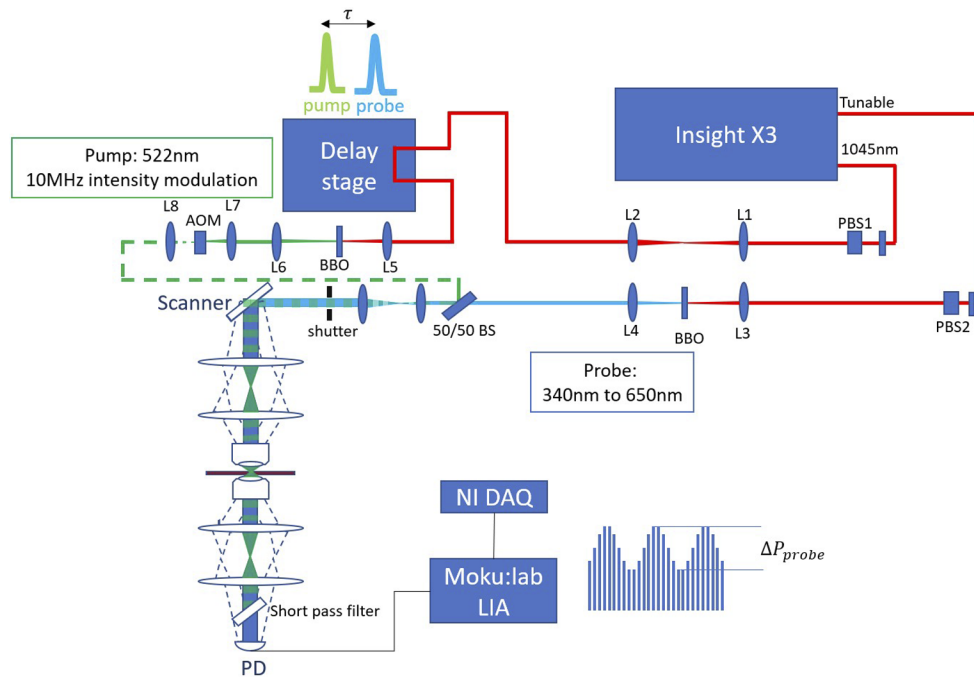 τ
pump probe
Delay
stage
Insight X3
Tunable
1045nm
Pump: 522nm
10MHz intensity modulation
L8
AOM
L7
L6
BBO
L5
L2
L1
PBS1
Scanner
shutter
50/50 BS
L4
BBO
L3
PBS2
Probe:
340nm to 650nm
NI DAQ
Moku:lab
LIA
ΔPprobe
Short pass filter
PD